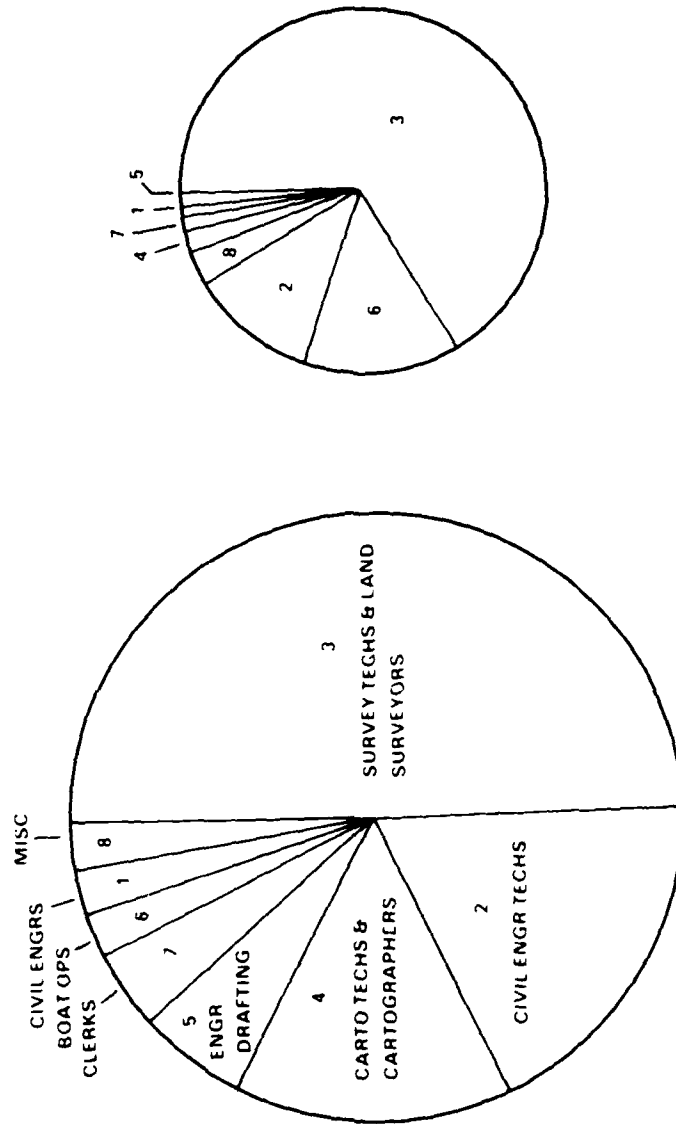 MISC
8
CIVIL ENGRS
1
BOAT OPS
6
CLERKS
7
5
ENGR
DRAFTING
4
CARTO TECHS &
CARTOGRAPHERS
2
CIVIL ENGR TECHS
3
SURVEY TECHS & LAND
SURVEYORS
5
1
7
4
8
2
6
3